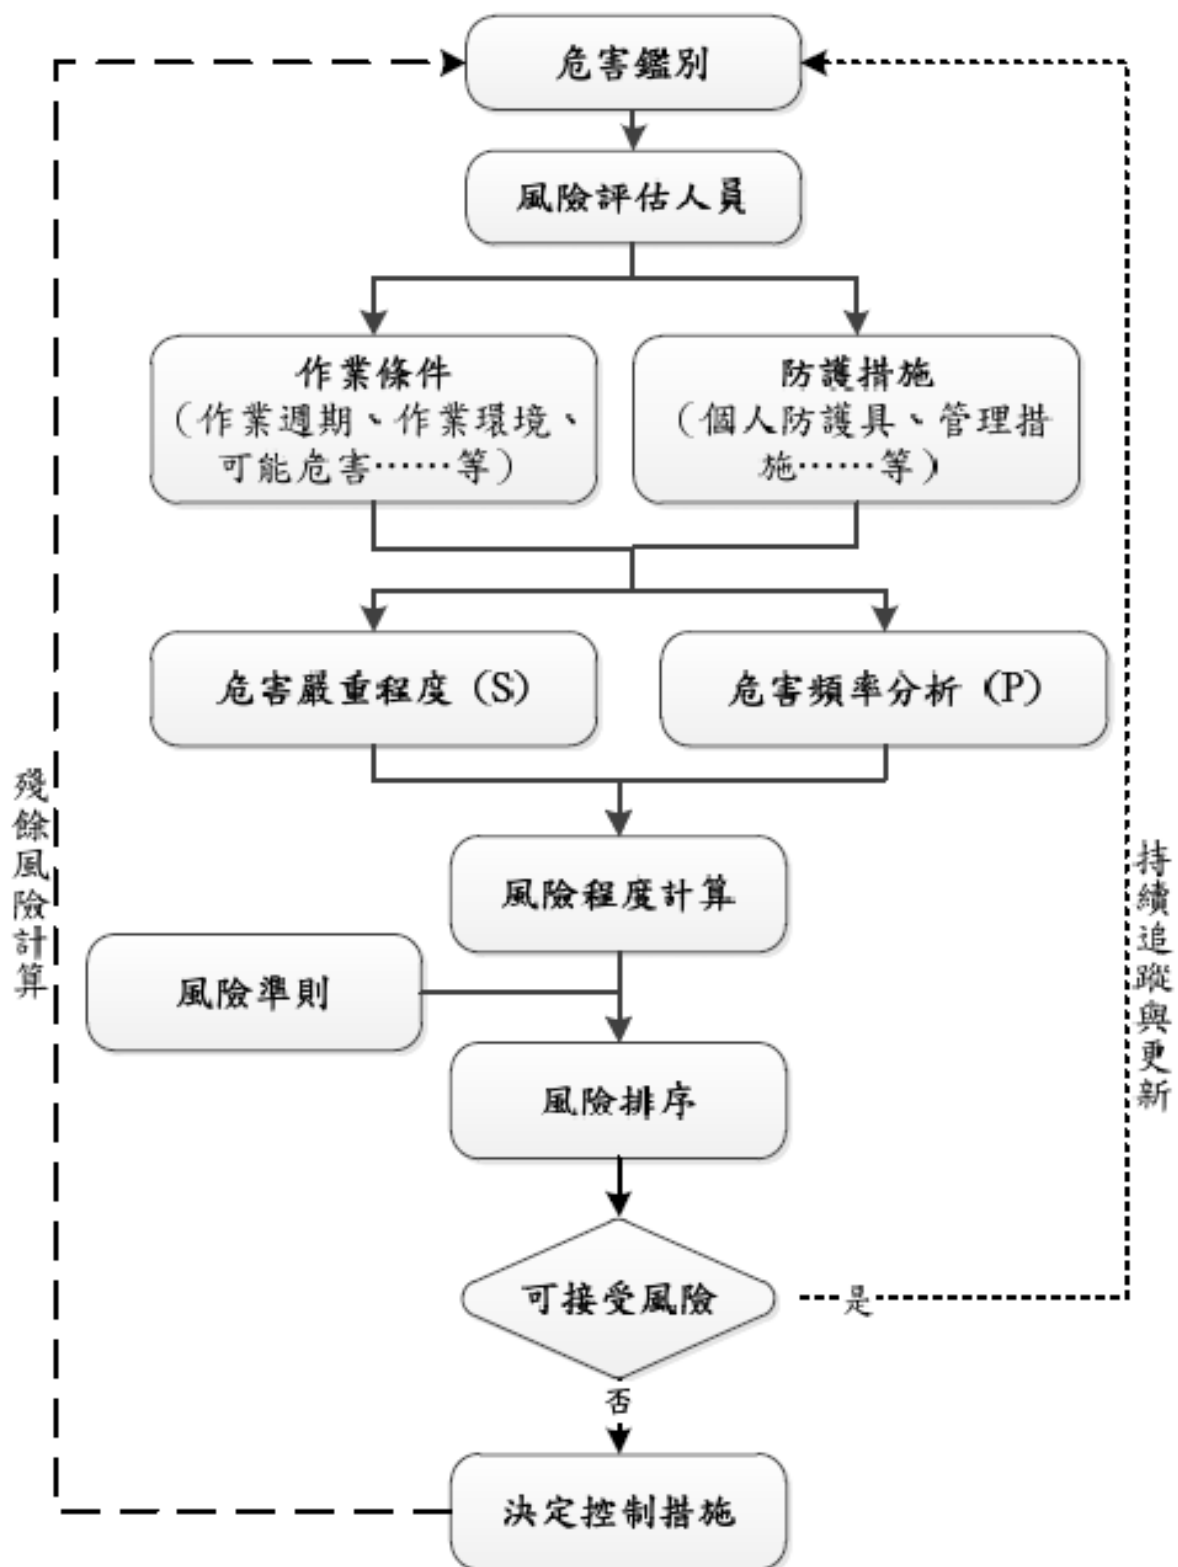 危害鑑別
風險評估人員
作業條件
（作業週期、作業環境、
可能危害……等）
防護措施
（個人防護具、管理措
施……等）
危害嚴重程度 (S)
危害頻率分析 (P)
風險程度計算
風險準則
風險排序
可接受風險
是
否
決定控制措施
殘餘風險計算
持續追蹤與更新